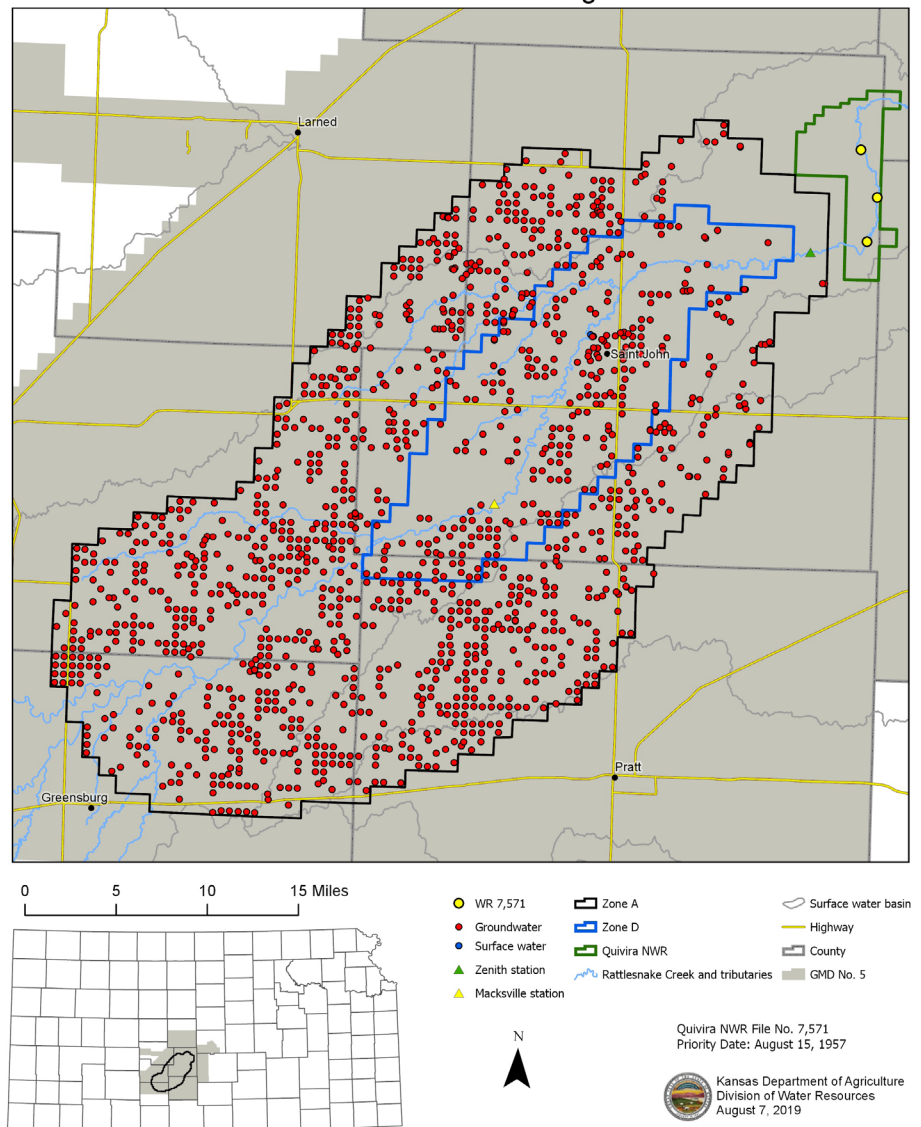 Larned
Saint John
Pratt
Greensburg
0 5 10 15 Miles
WR 7,571
Groundwater
Surface water
Zenith station
Macksville station
Zone A
Zone D
Quivira NWR
Rattlesnake Creek and tributaries
Surface water basin
Highway
County
GMD No. 5
N
Quivira NWR File No. 7,571
Priority Date: August 15, 1957
Kansas Department of Agriculture
Division of Water Resources
August 7, 2019